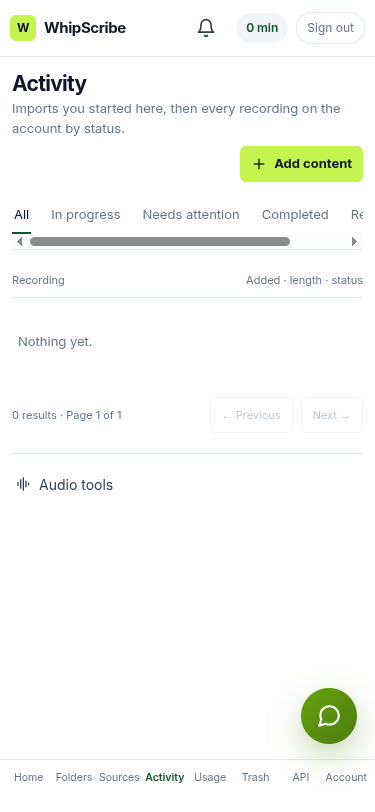 W WhipScribe 0 min Sign out
Activity
Imports you started here, then every recording on the
account by status.
+ Add content
All In progress Needs attention Completed Re
Recording Added · length · status
Nothing yet.
0 results · Page 1 of 1 ← Previous Next →
Audio tools
Home Folders Sources Activity Usage Trash API Account